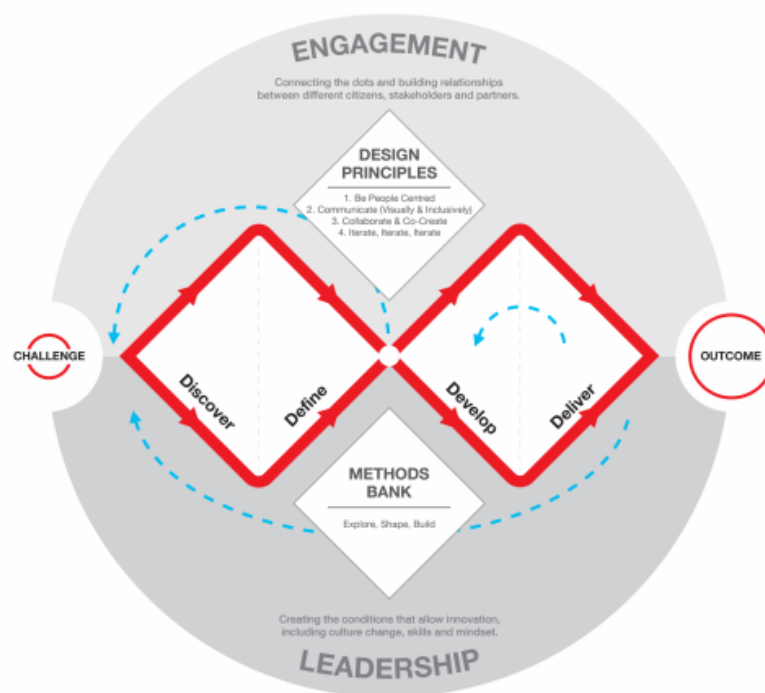 ENGAGEMENT
Connecting the dots and building relationships
between different citizens, stakeholders and partners.
DESIGN
PRINCIPLES
1. Be People Centred
2. Communicate (Visually & Inclusively)
3. Collaborate & Co-Create
4. Iterate, Iterate, Iterate
CHALLENGE
OUTCOME
Discover
Define
Develop
Deliver
METHODS
BANK
Explore, Shape, Build
Creating the conditions that allow innovation,
including culture change, skills and mindset.
LEADERSHIP